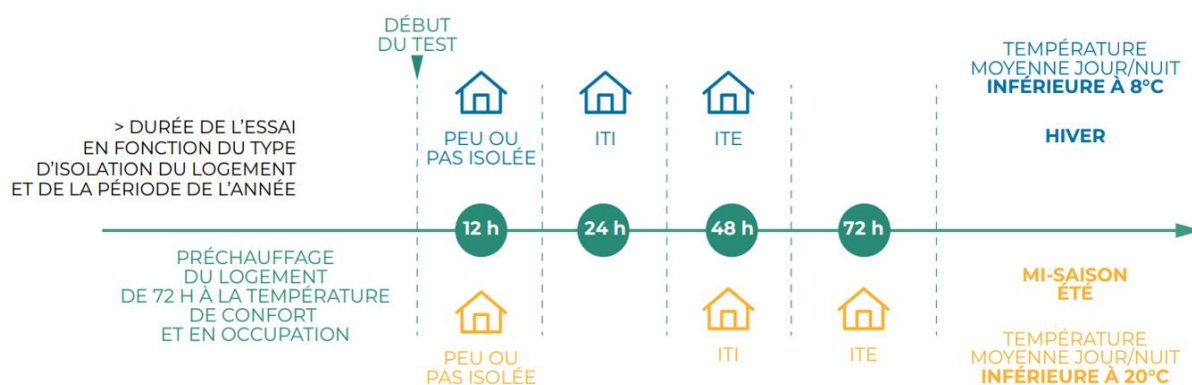 DÉBUT
DU TEST
TEMPÉRATURE
MOYENNE JOUR/NUIT
INFÉRIEURE À 8°C
HIVER
> DURÉE DE L'ESSAI
EN FONCTION DU TYPE
D'ISOLATION DU LOGEMENT
ET DE LA PÉRIODE DE L'ANNÉE
PEU OU
PAS ISOLÉE
ITI
ITE
12 h
24 h
48 h
72 h
PRÉCHAUFFAGE
DU LOGEMENT
DE 72 H À LA TEMPÉRATURE
DE CONFORT
ET EN OCCUPATION
PEU OU
PAS ISOLÉE
ITI
ITE
MI-SAISON
ÉTÉ
TEMPÉRATURE
MOYENNE JOUR/NUIT
INFÉRIEURE À 20°C